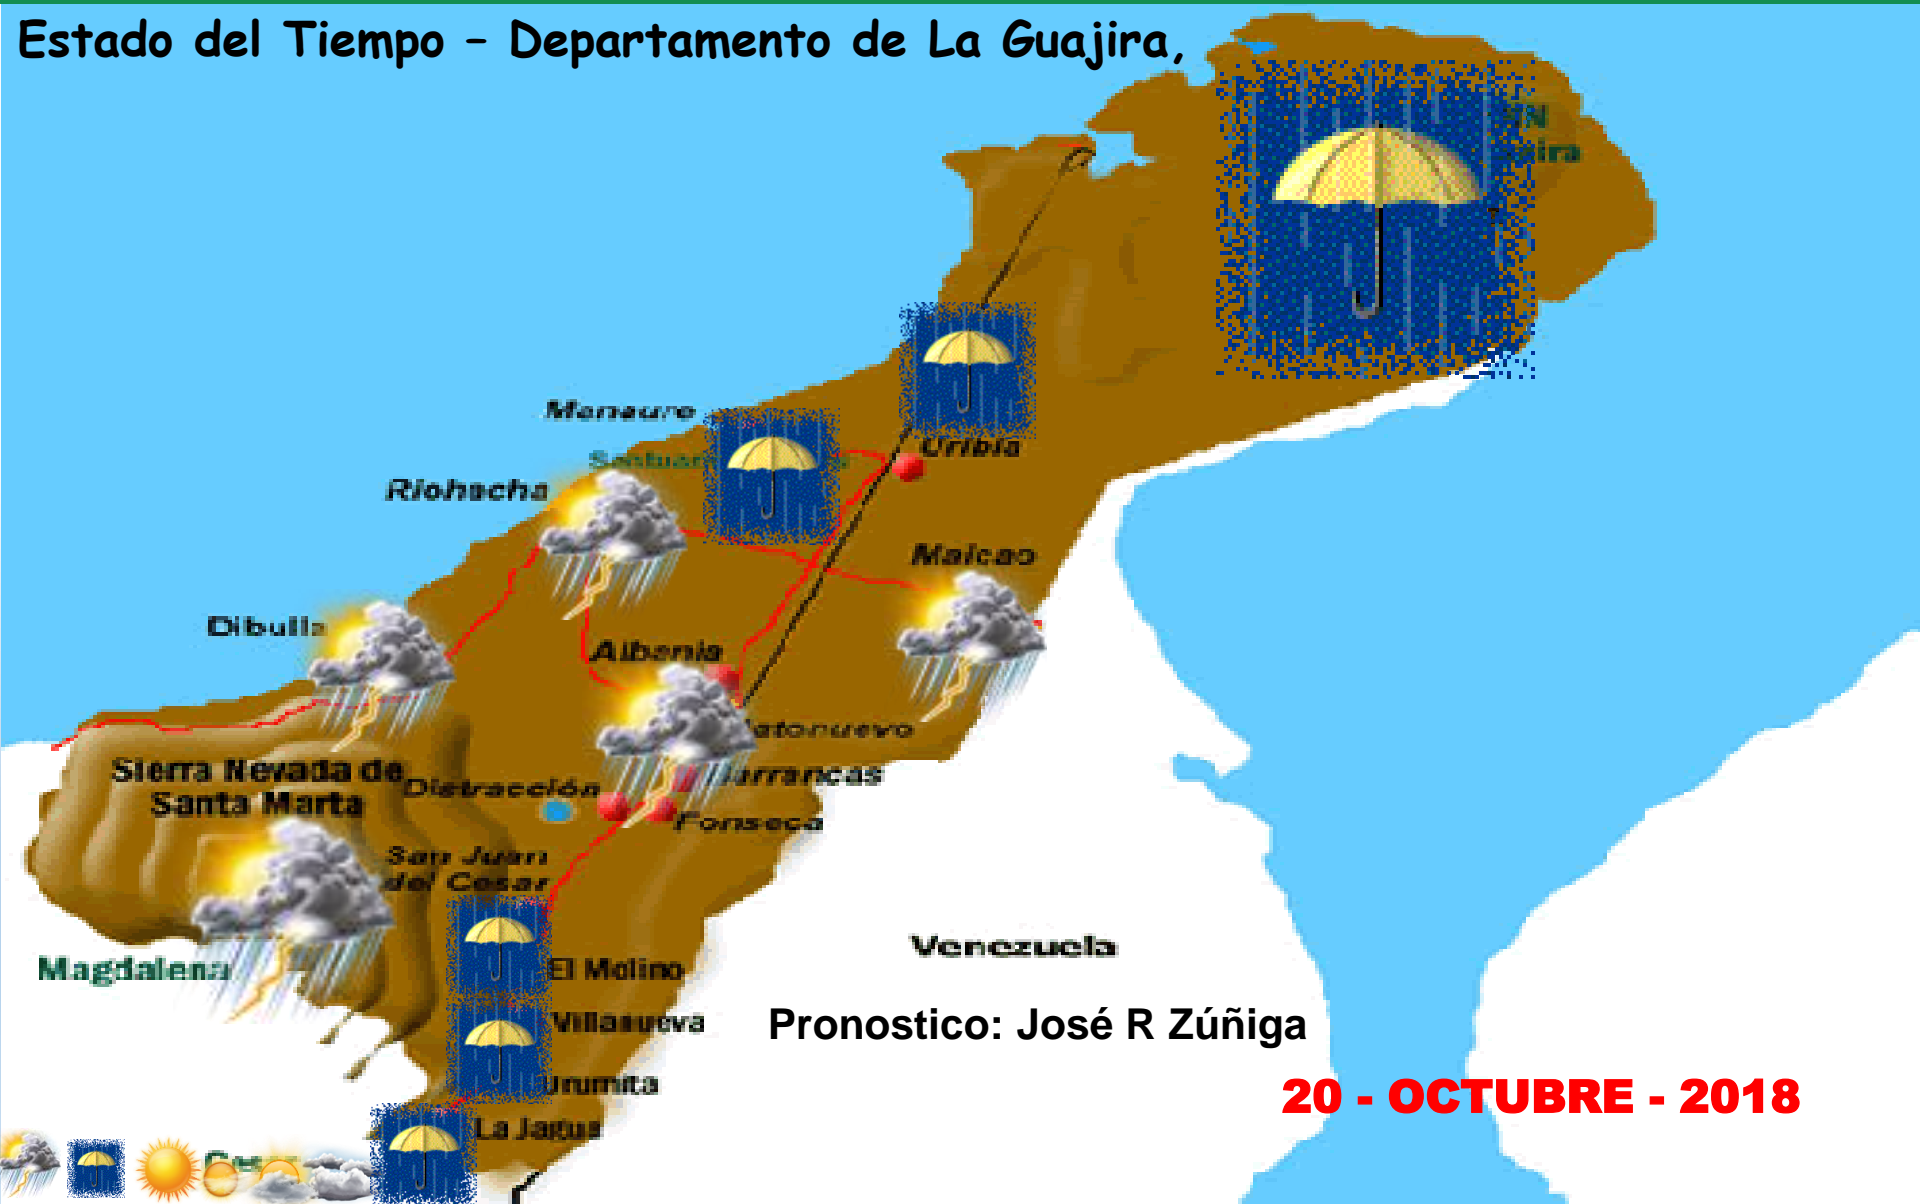 Estado del Tiempo – Departamento de La Guajira,
Manaure
Uribia
Riohacha
Maicao
Dibulla
Albania
Sierra Nevada de
Santa Marta
Distracción
Fonseca
San Juan
del Cesar
Venezuela
Magdalena
El Molino
Villanueva
Pronostico: José R Zúñiga
Urumita
20 - OCTUBRE - 2018
La Jagua